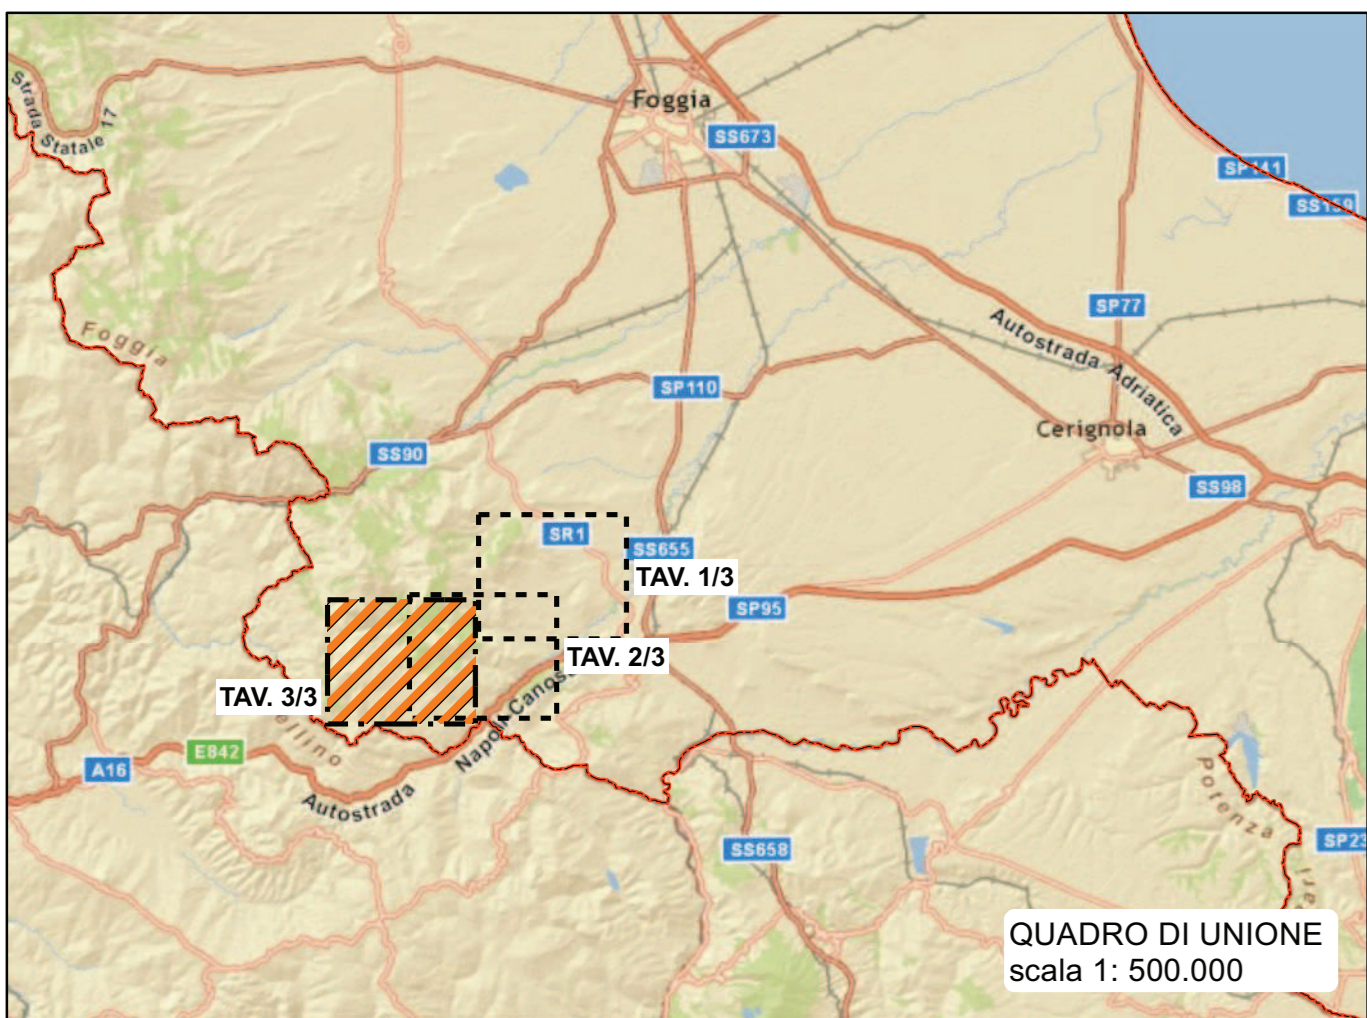 Strada
Statale 17
Foggia
SS673
SP141
SS159
SP77
Foggia
Autostrada Adriatica
SP110
Cerignola
SS90
SS98
SR1
SS655
TAV. 1/3
SP95
TAV. 2/3
TAV. 3/3
Napoli Canosa
E842
A16
Autostrada
Potenza
SS658
SP23
QUADRO DI UNIONE
scala 1: 500.000